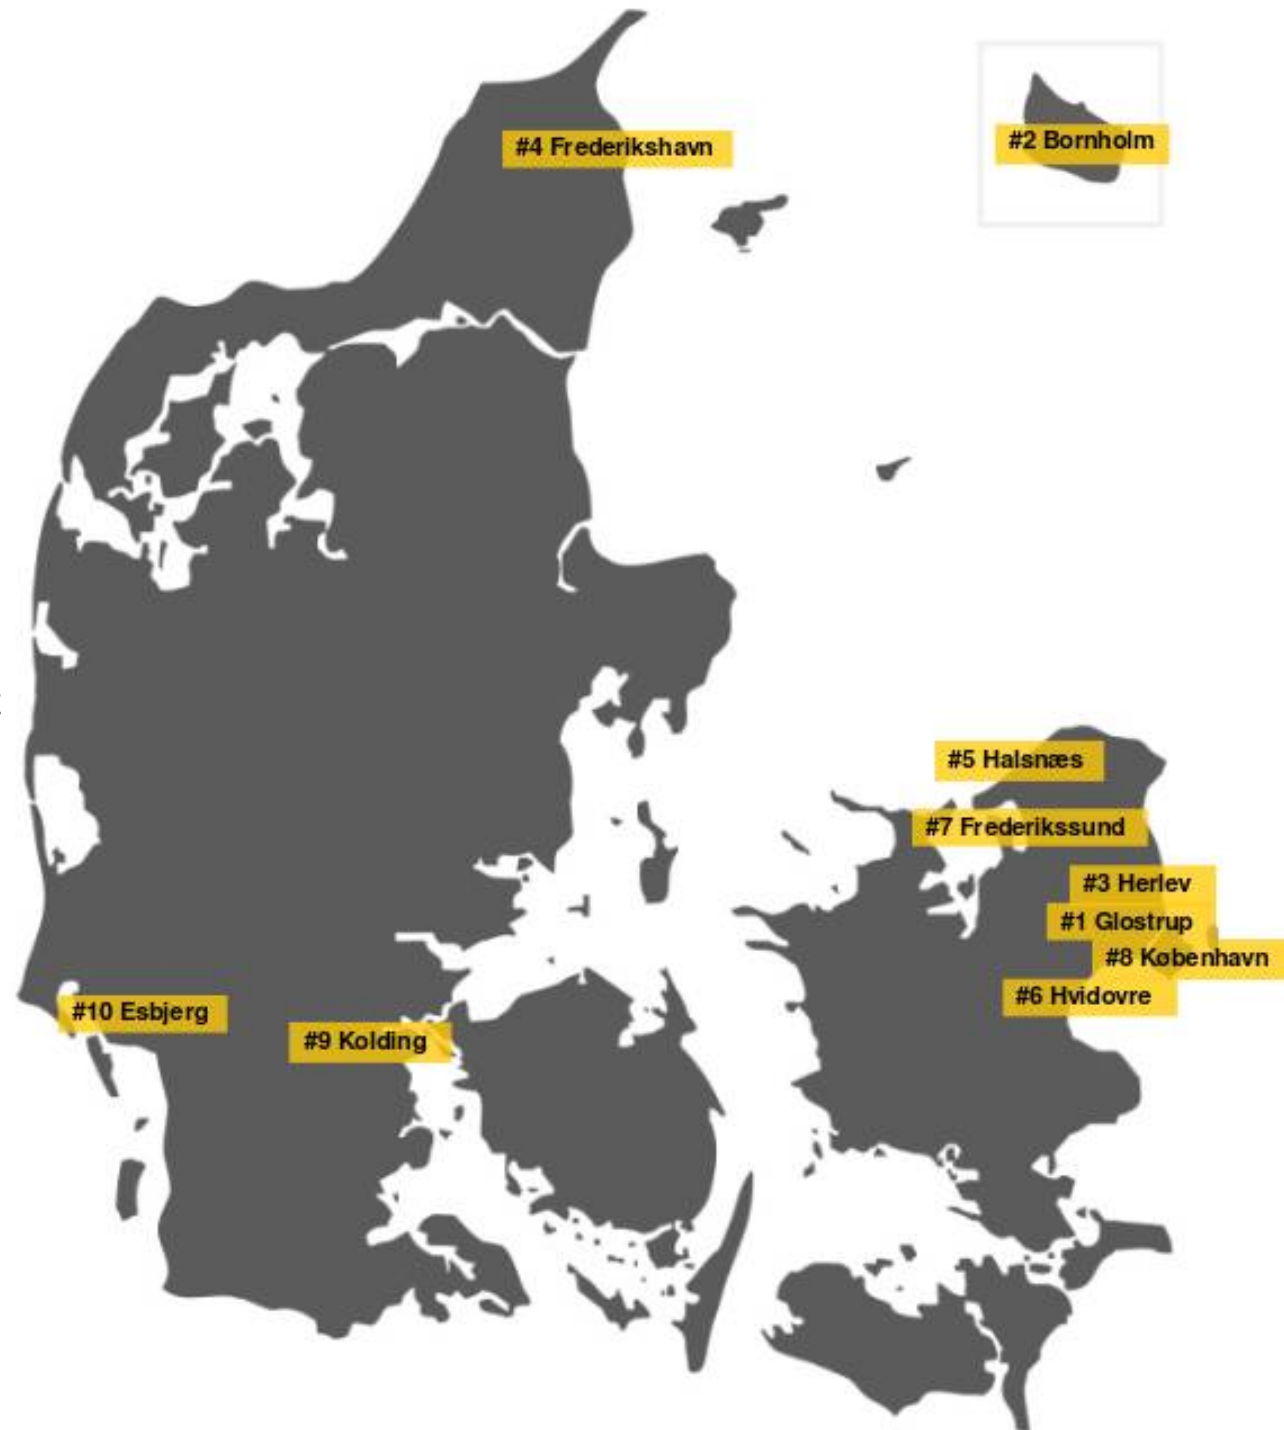 #4 Frederikshavn
#2 Bornholm
#5 Halsnæs
#7 Frederikssund
#3 Herlev
#1 Glostrup
#8 København
#6 Hvidovre
#10 Esbjerg
#9 Kolding